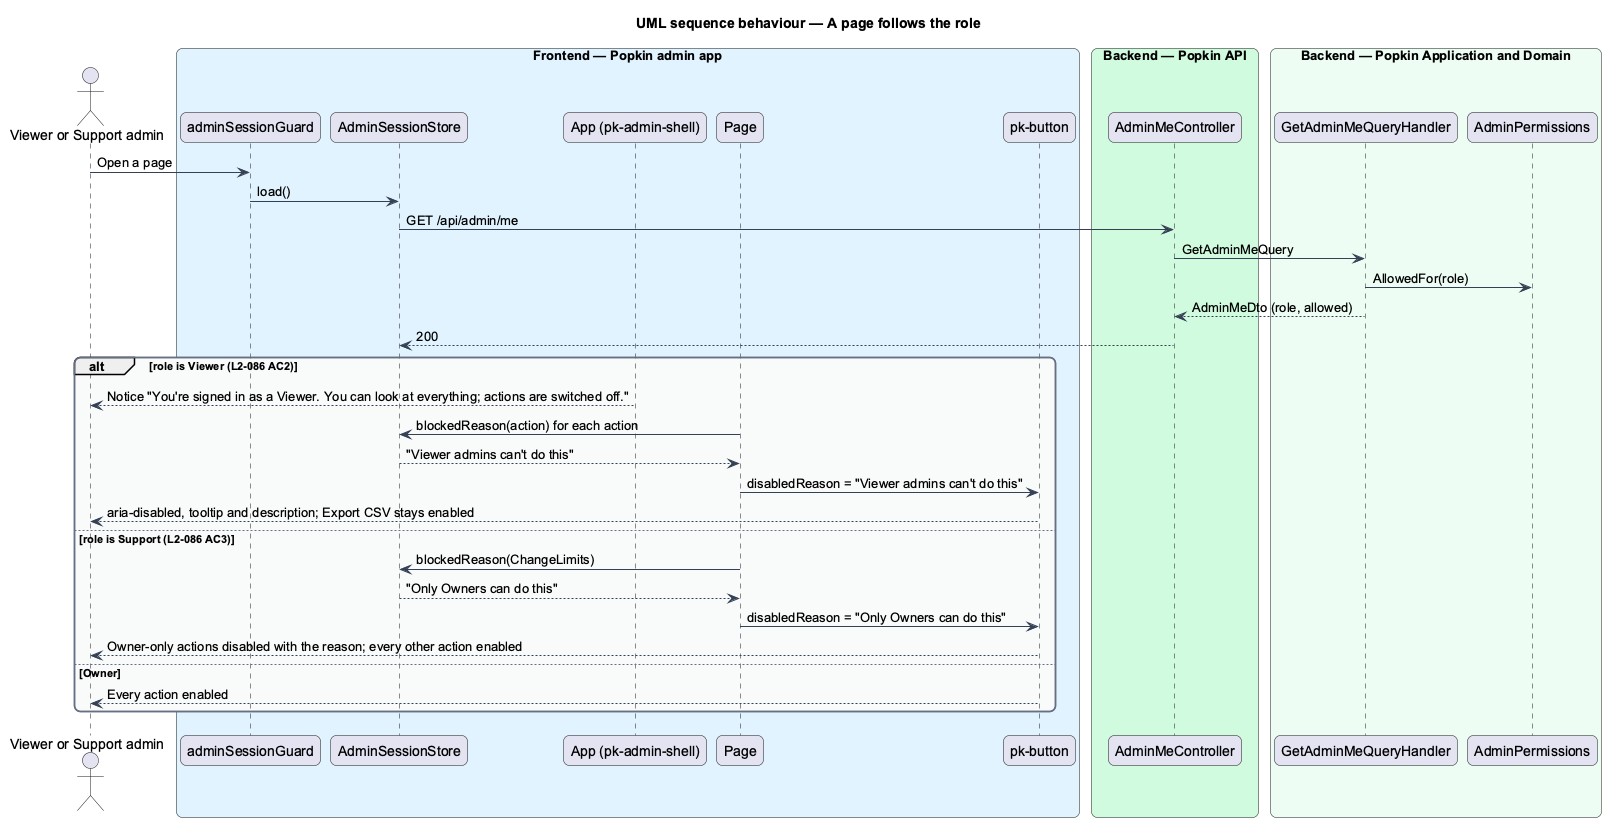 UML sequence behaviour — A page follows the role
Frontend — Popkin admin app
Backend — Popkin API
Backend — Popkin Application and Domain
Viewer or Support admin
adminSessionGuard
AdminSessionStore
App (pk-admin-shell)
Page
pk-button
AdminMeController
GetAdminMeQueryHandler
AdminPermissions
Open a page
load()
GET /api/admin/me
GetAdminMeQuery
AllowedFor(role)
AdminMeDto (role, allowed)
200
alt
[role is Viewer (L2-086 AC2)]
Notice "You're signed in as a Viewer. You can look at everything; actions are switched off."
blockedReason(action) for each action
"Viewer admins can't do this"
disabledReason = "Viewer admins can't do this"
aria-disabled, tooltip and description; Export CSV stays enabled
[role is Support (L2-086 AC3)]
blockedReason(ChangeLimits)
"Only Owners can do this"
disabledReason = "Only Owners can do this"
Owner-only actions disabled with the reason; every other action enabled
[Owner]
Every action enabled
Viewer or Support admin
adminSessionGuard
AdminSessionStore
App (pk-admin-shell)
Page
pk-button
AdminMeController
GetAdminMeQueryHandler
AdminPermissions